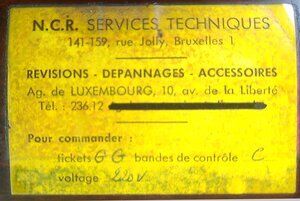 N.C.R. SERVICES TECHNIQUES
141-159, rue Jolly, Bruxelles 1
REVISIONS - DEPANNAGES - ACCESSOIRES
Ag. de LUXEMBOURG, 10, av. de la Liberté
Tél. : 236.12
Pour commander :
tickets G G bandes de contrôle C
voltage 220V